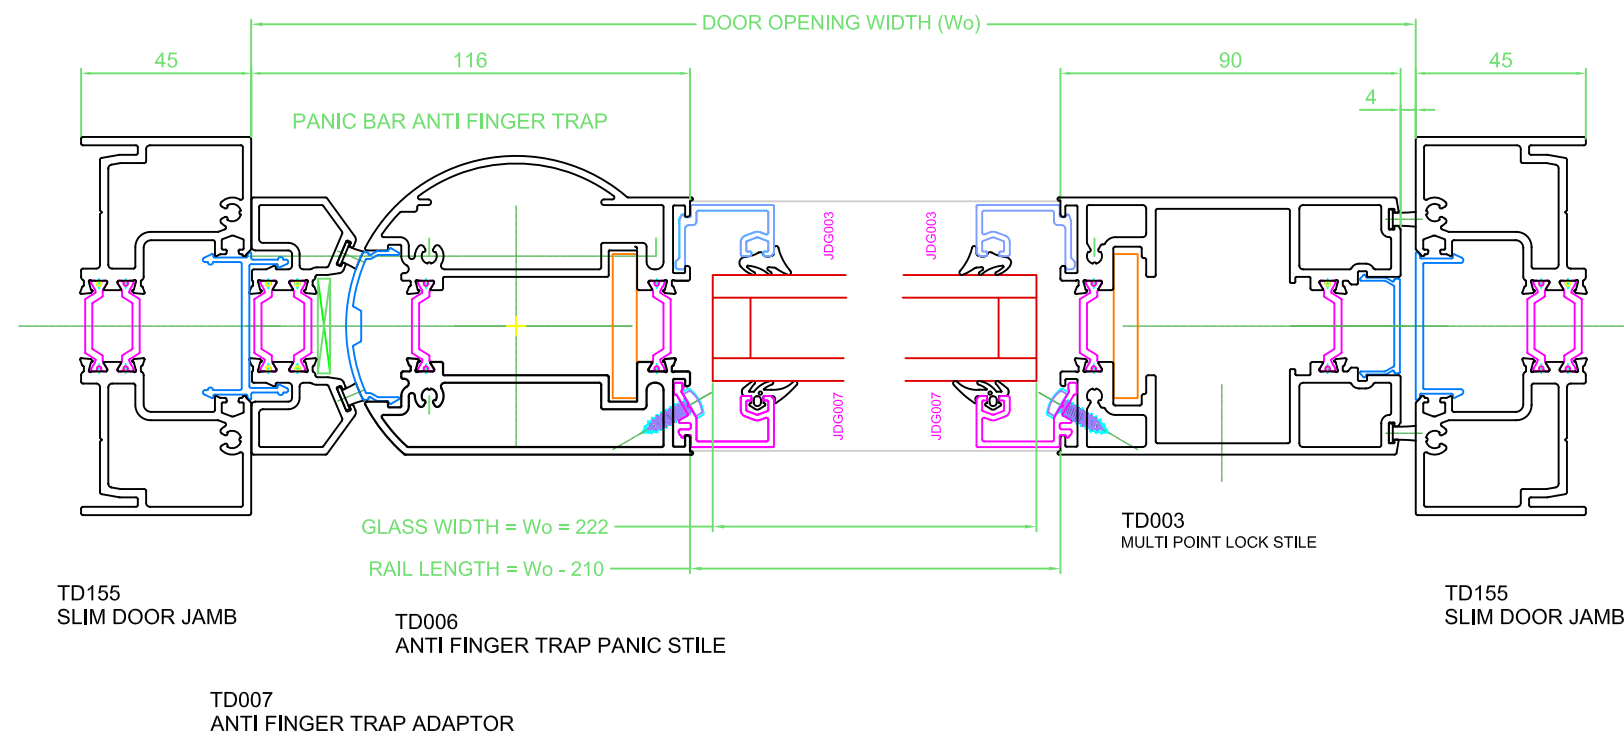 DOOR OPENING WIDTH (Wo)
45
116
90
45
4
PANIC BAR ANTI FINGER TRAP
JDG003
JDG003
JDG007
JDG007
GLASS WIDTH = Wo = 222
RAIL LENGTH = Wo - 210
TD003
MULTI POINT LOCK STILE
TD155
SLIM DOOR JAMB
TD155
SLIM DOOR JAMB
TD006
ANTI FINGER TRAP PANIC STILE
TD007
ANTI FINGER TRAP ADAPTOR